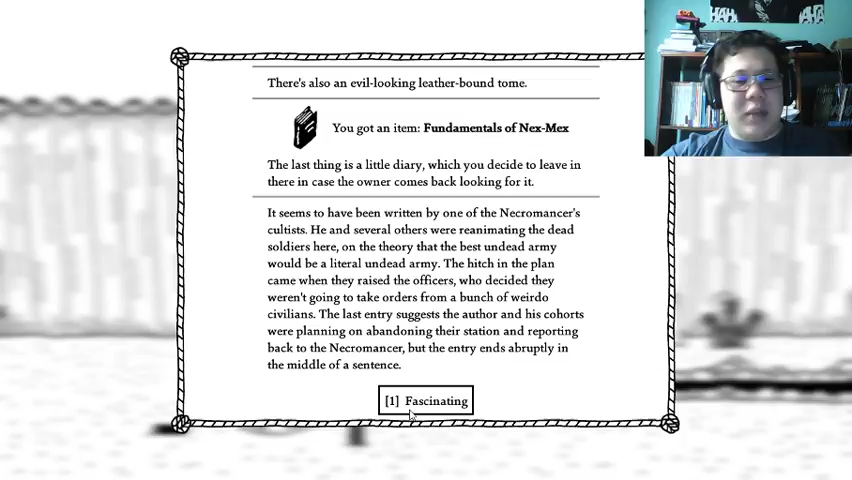 There's also an evil-looking leather-bound tome.
You got an item: Fundamentals of Nex-Mex
The last thing is a little diary, which you decide to leave in
there in case the owner comes back looking for it.
It seems to have been written by one of the Necromancer's
cultists. He and several others were reanimating the dead
soldiers here, on the theory that the best undead army
would be a literal undead army. The hitch in the plan
came when they raised the officers, who decided they
weren't going to take orders from a bunch of weirdo
civilians. The last entry suggests the author and his cohorts
were planning on abandoning their station and reporting
back to the Necromancer, but the entry ends abruptly in
the middle of a sentence.
[1] Fascinating
HA
HA